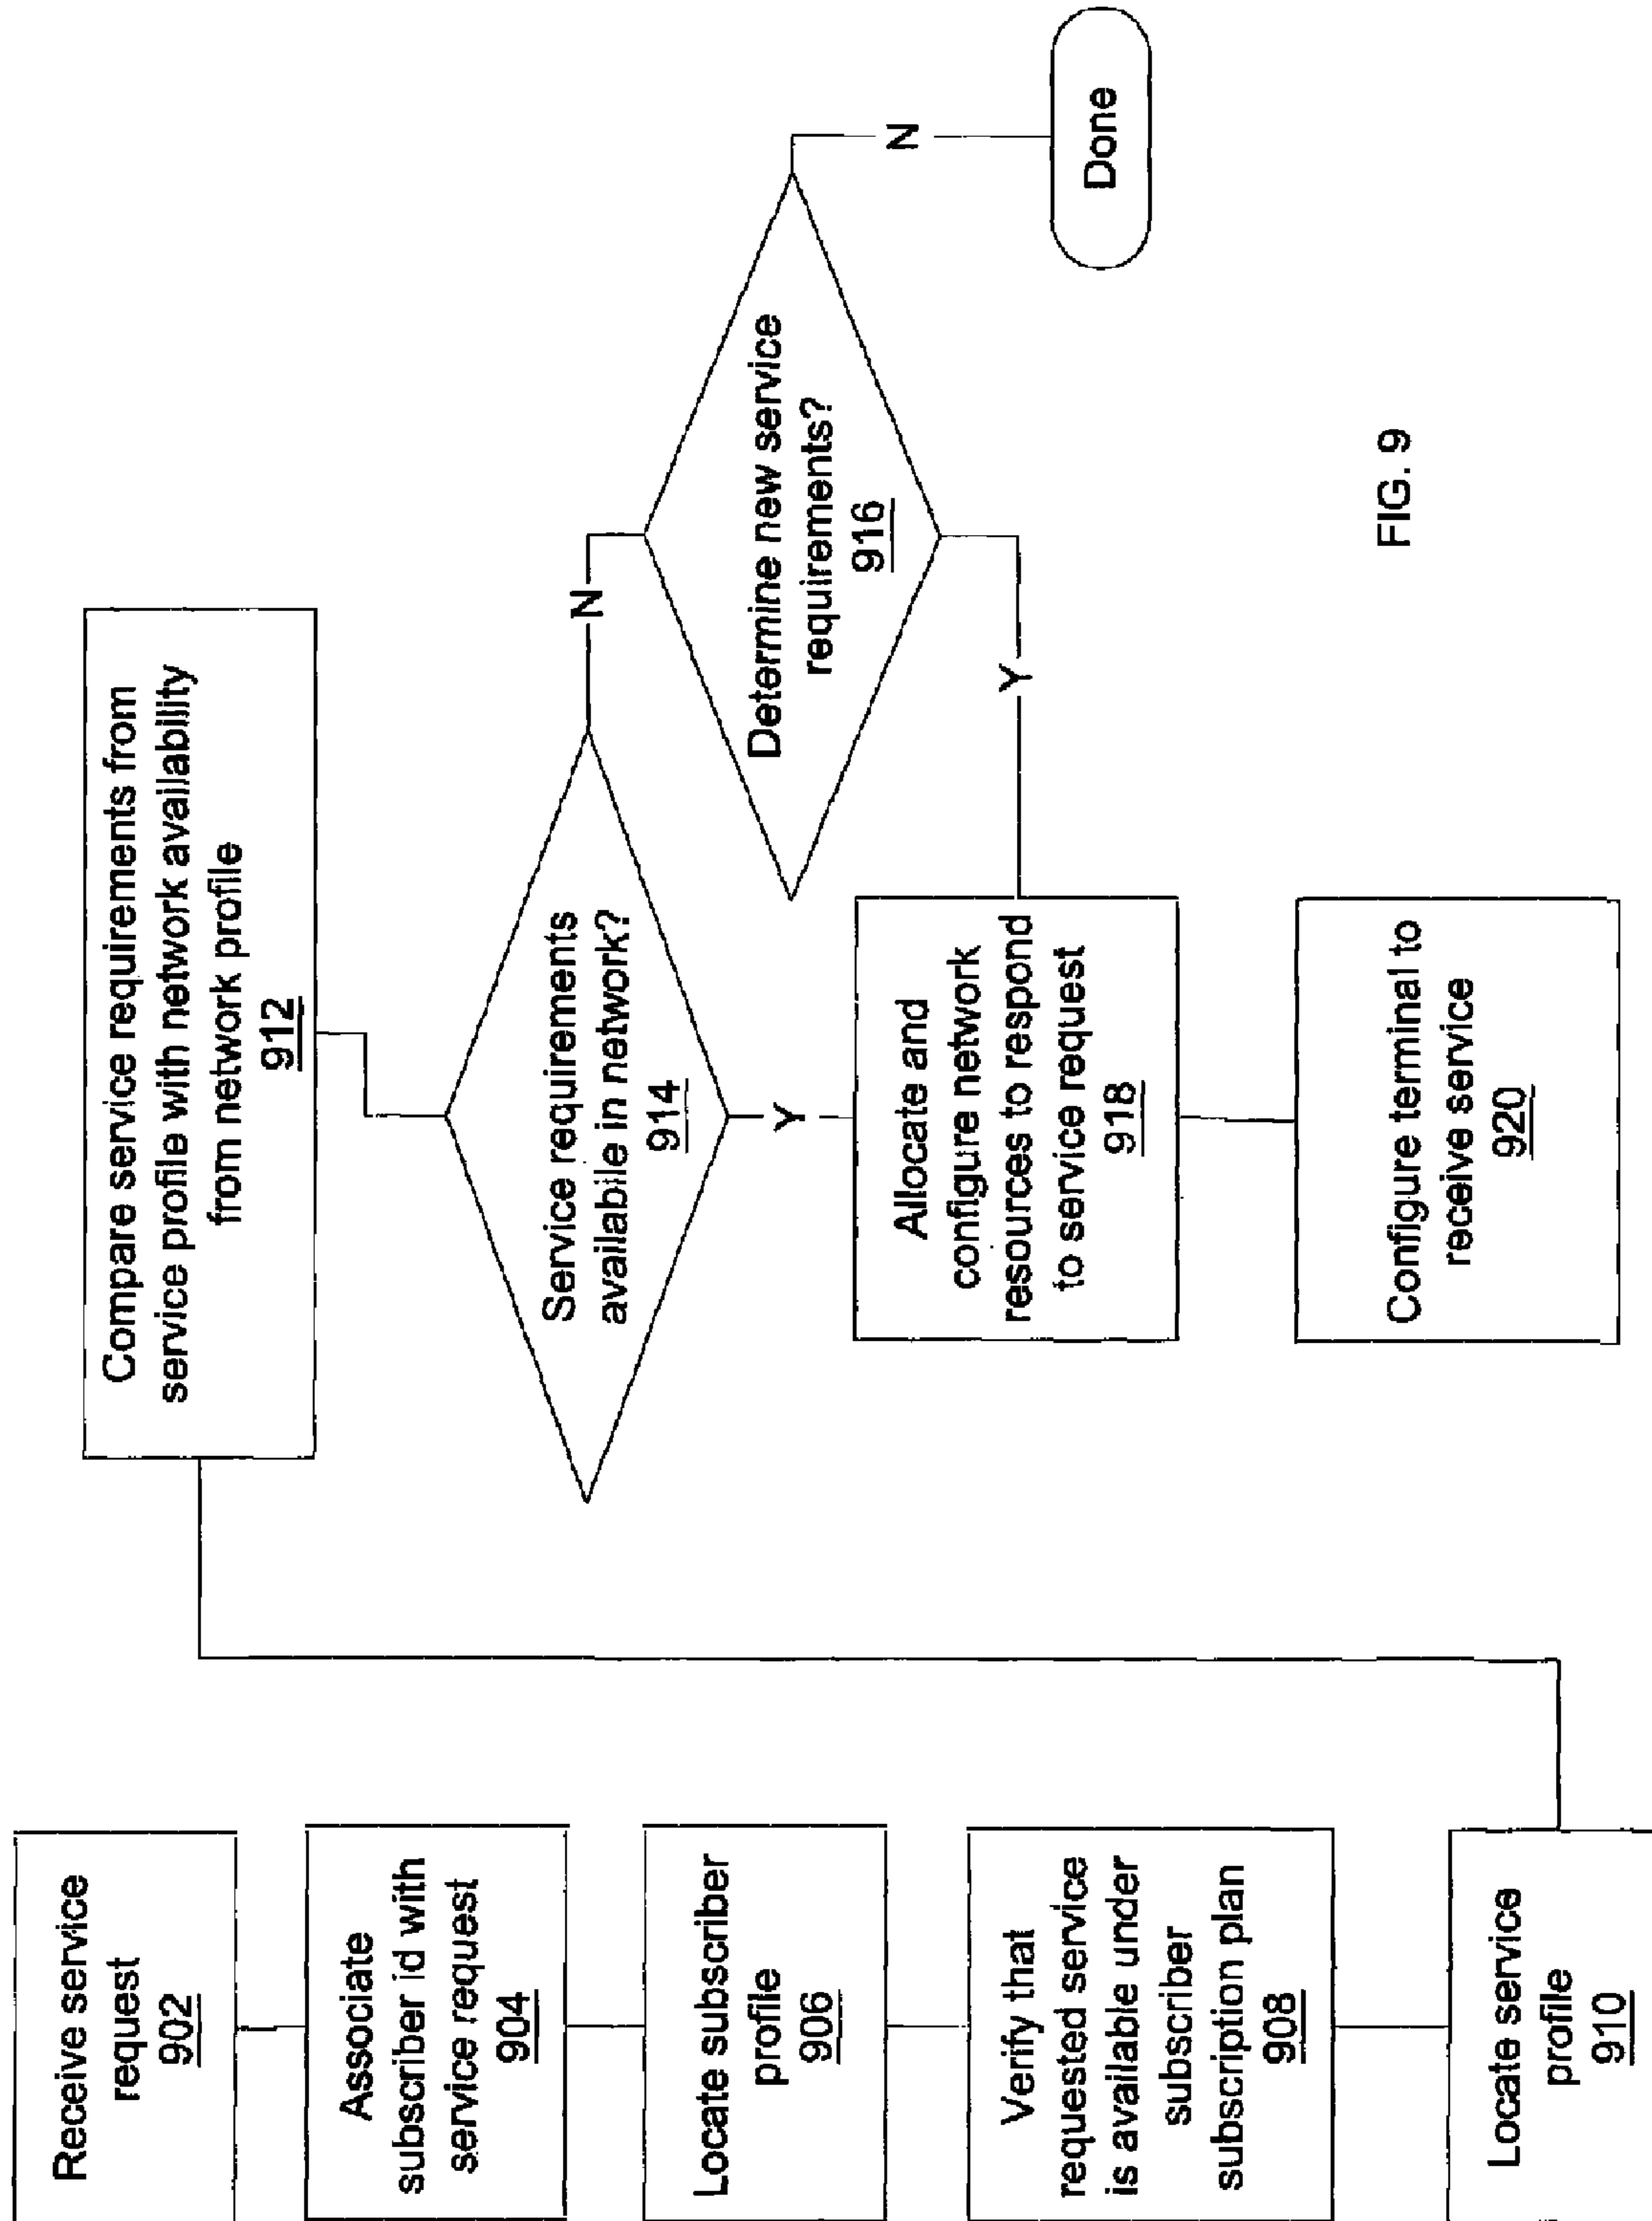 Receive service
request
902
Associate
subscriber id with
service request
904
Locate subscriber
profile
906
Verify that
requested service
is available under
subscriber
subscription plan
908
Locate service
profile
910
Compare service requirements from
service profile with network availability
from network profile
912
Service requirements
availabile in network?
914
N
Y
Determine new service
requirements?
916
N
Y
Done
Allocate and
configure network
resources to respond
to service request
918
Configure terminal to
receive service
920
FIG. 9